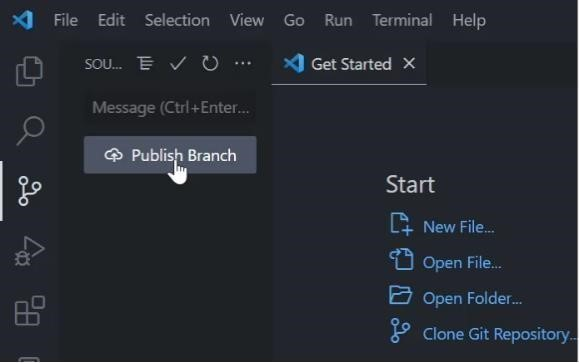 File Edit Selection View Go Run Terminal Help
SOU...
Get Started
Message (Ctrl+Enter...
Publish Branch
Start
New File...
Open File...
Open Folder...
Clone Git Repository...